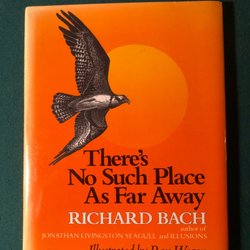 There's
No Such Place
As Far Away
RICHARD BACH
author of
JONATHAN LIVINGSTON SEAGULL and ILLUSIONS
Illustrated by